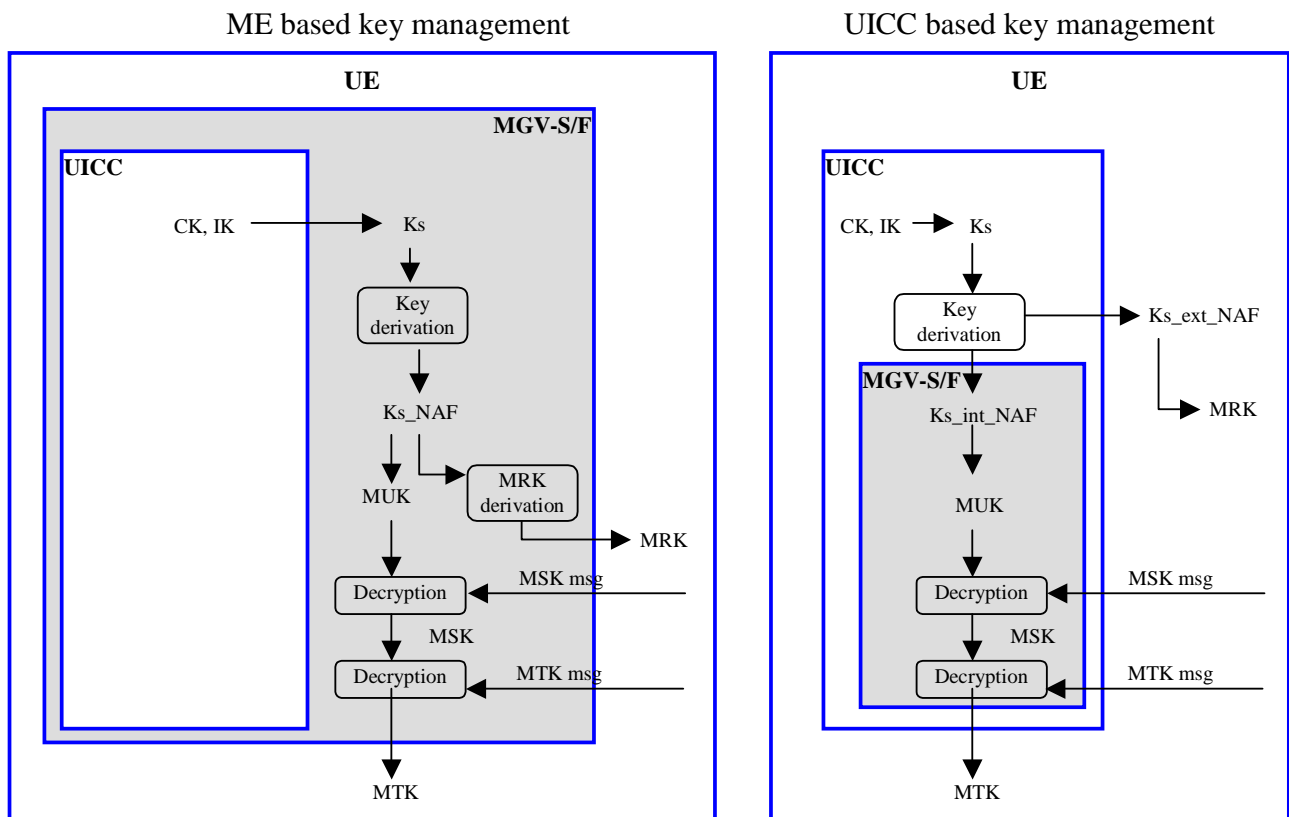 ME based key management
UE
MGV-S/F
UICC
CK, IK
Ks
Key
derivation
Ks_NAF
MUK
MRK
derivation
MRK
Decryption
MSK msg
MSK
Decryption
MTK msg
MTK
UICC based key management
UE
UICC
CK, IK
Ks
Key
derivation
Ks_ext_NAF
MGV-S/F
Ks_int_NAF
MRK
MUK
Decryption
MSK msg
MSK
Decryption
MTK msg
MTK